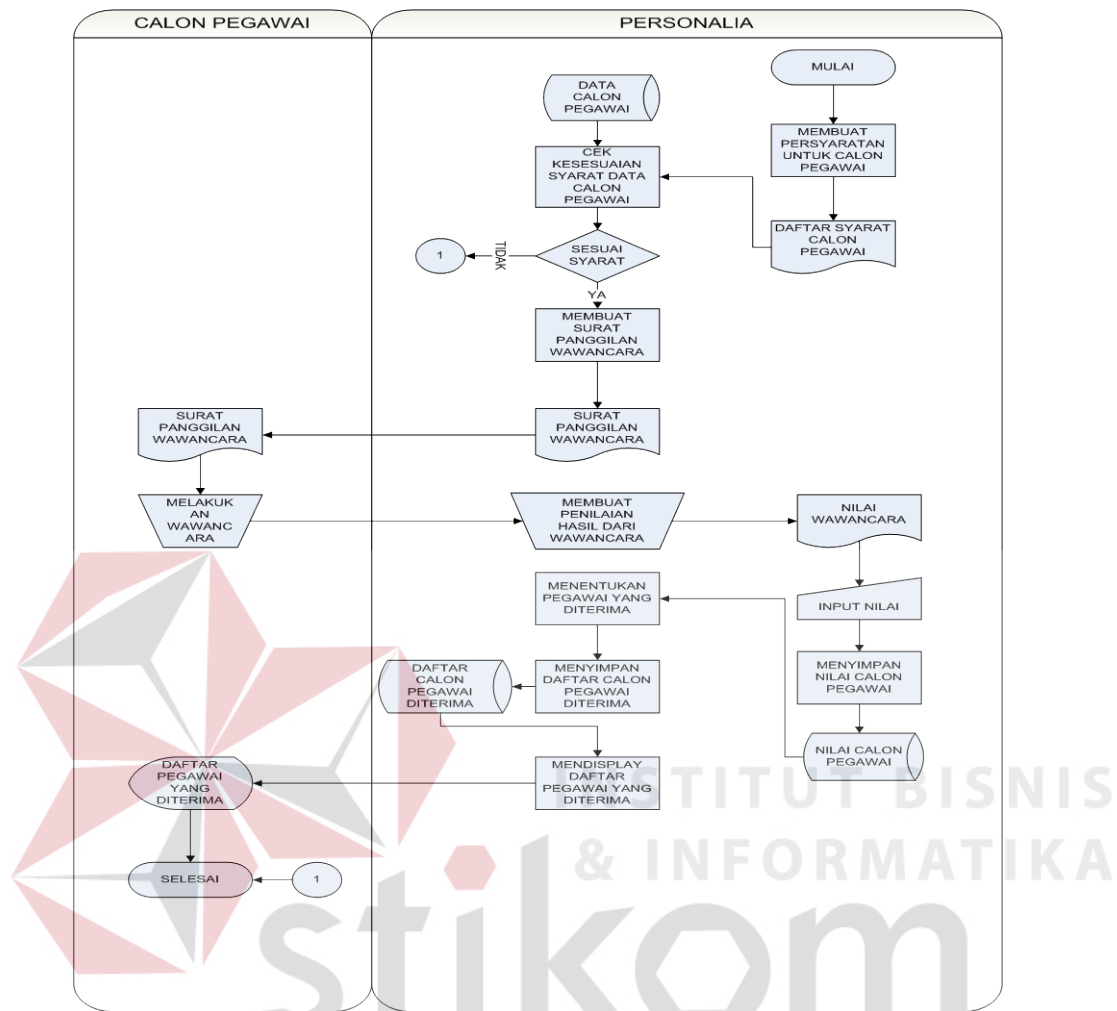 CALON PEGAWAI
PERSONALIA
MULAI
DATA
CALON
PEGAWAI
MEMBUAT
PERSYARATAN
UNTUK CALON
PEGAWAI
CEK
KESESUAIAN
SYARAT DATA
CALON
PEGAWAI
DAFTAR SYARAT
CALON
PEGAWAI
SESUAI
SYARAT
TIDAK
1
YA
MEMBUAT
SURAT
PANGGILAN
WAWANCARA
SURAT
PANGGILAN
WAWANCARA
SURAT
PANGGILAN
WAWANCARA
MELAKUK
AN
WAWANC
ARA
MEMBUAT
PENILAIAN
HASIL DARI
WAWANCARA
NILAI
WAWANCARA
INPUT NILAI
MENENTUKAN
PEGAWAI YANG
DITERIMA
MENYIMPAN
NILAI CALON
PEGAWAI
DAFTAR
CALON
PEGAWAI
DITERIMA
MENYIMPAN
DAFTAR CALON
PEGAWAI
DITERIMA
NILAI CALON
PEGAWAI
DAFTAR
PEGAWAI
YANG
DITERIMA
MENDISPLAY
DAFTAR
PEGAWAI YANG
DITERIMA
SELESAI
1
INSTITUT BISNIS
& INFORMATIKA
stikom